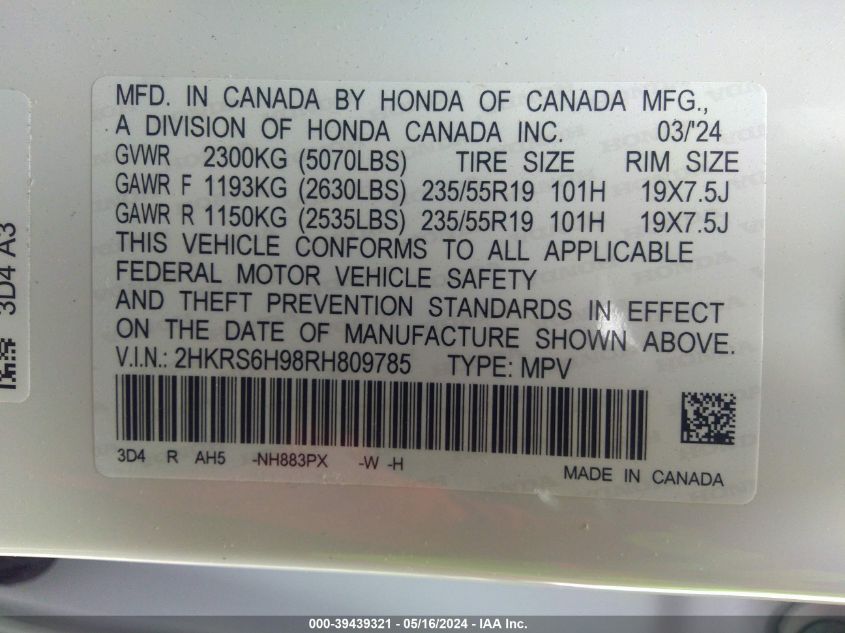 MFD. IN CANADA BY HONDA OF CANADA MFG.,
A DIVISION OF HONDA CANADA INC. 03/'24
GVWR 2300KG (5070LBS) TIRE SIZE RIM SIZE
GAWR F 1193KG (2630LBS) 235/55R19 101H 19X7.5J
GAWR R 1150KG (2535LBS) 235/55R19 101H 19X7.5J
THIS VEHICLE CONFORMS TO ALL APPLICABLE
FEDERAL MOTOR VEHICLE SAFETY
AND THEFT PREVENTION STANDARDS IN EFFECT
ON THE DATE OF MANUFACTURE SHOWN ABOVE.
V.I.N.: 2HKRS6H98RH809785 TYPE: MPV
3D4 R AH5 -NH883PX -W -H
MADE IN CANADA
3D4 A3
000-39439321 - 05/16/2024 - IAA Inc.